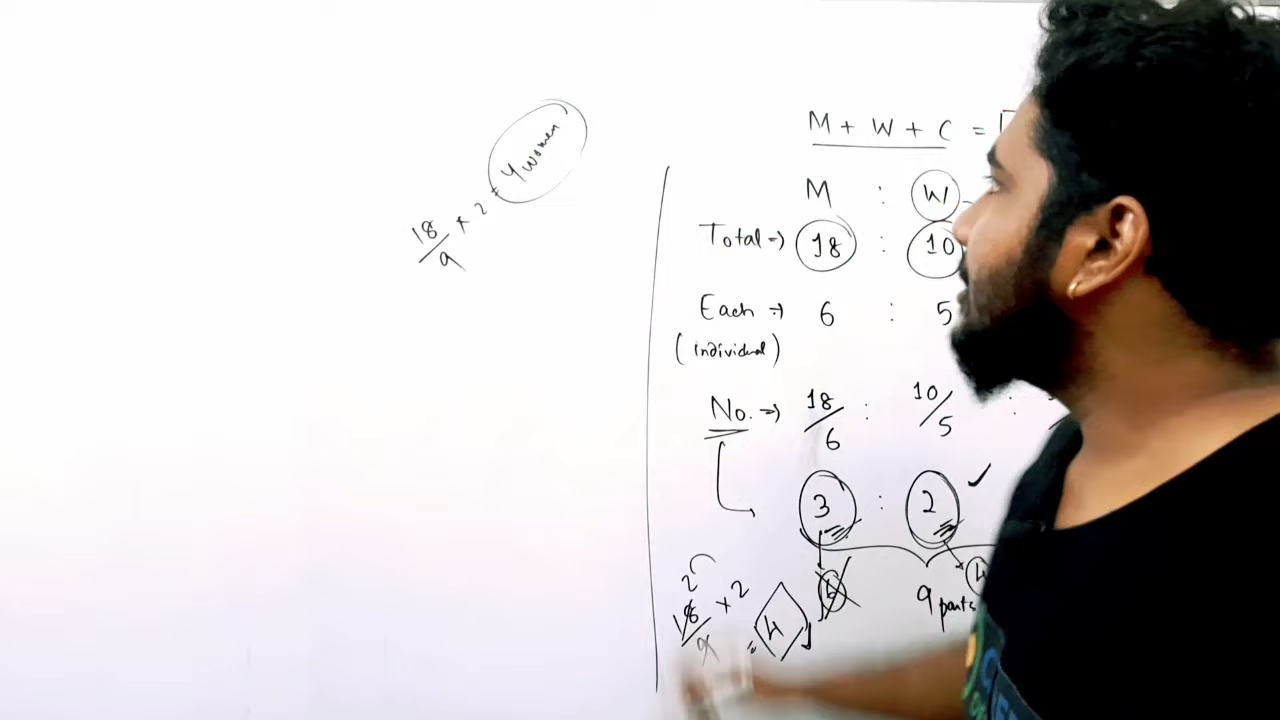 18/9 × 2 = 4 women
M + W + C =
M : W
Total ⇒ 18 : 10
Each ⇒ 6 : 5
(individual)
No. ⇒ 18/6 : 10/5 :
3 : 2 ✓
9 parts
2
18/9 × 2 = 4